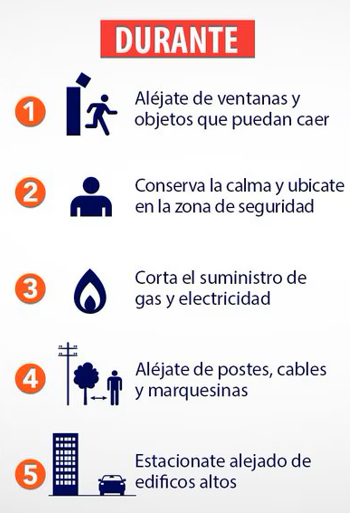 DURANTE
1 Aléjate de ventanas y
objetos que puedan caer
2 Conserva la calma y ubicate
en la zona de seguridad
3 Corta el suministro de
gas y electricidad
4 Aléjate de postes, cables
y marquesinas
5 Estacionate alejado de
edificos altos